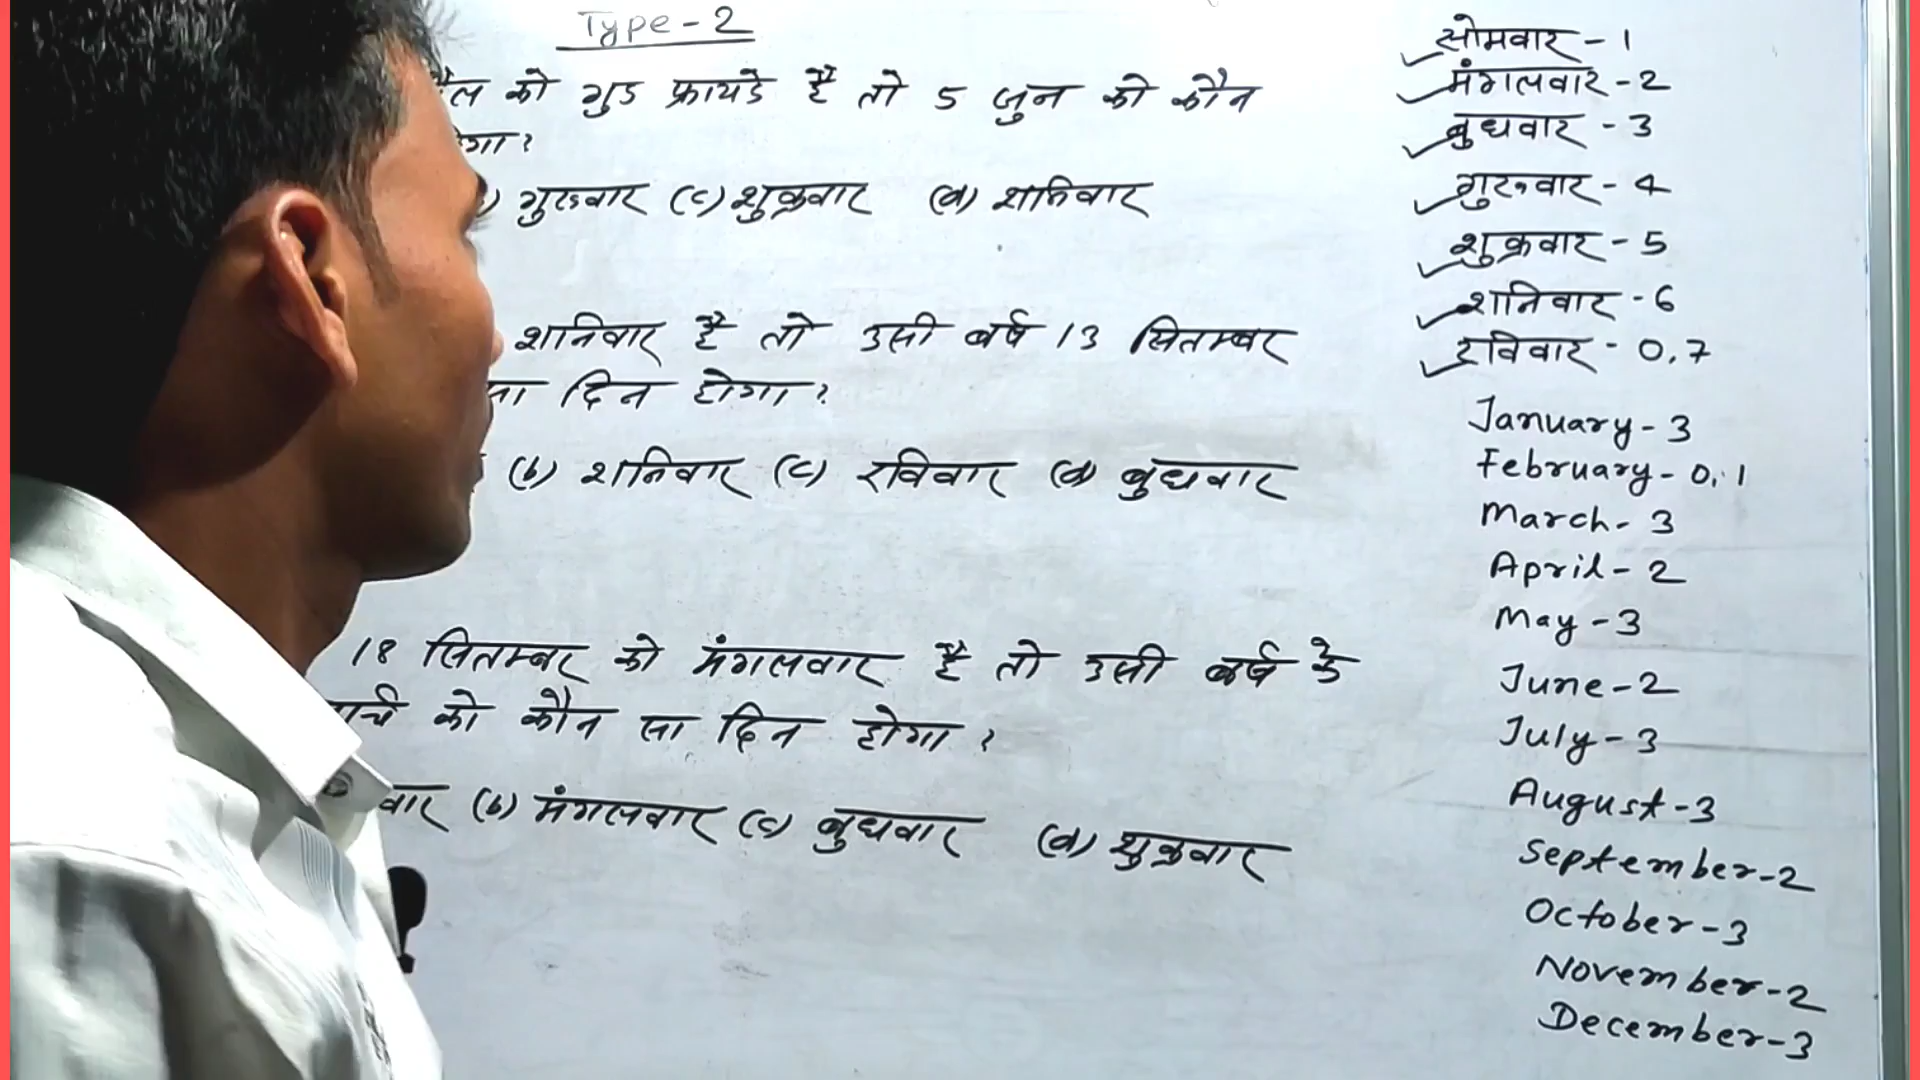 Type - 2
को गुड फ्रायडे है तो 5 जुन को कौन
गुरुवार (c) शुक्रवार (d) शनिवार
शनिवार है तो उसी वर्ष 13 सितम्बर
दिन होगा ?
(b) शनिवार (c) रविवार (d) बुधवार
18 सितम्बर को मंगलवार है तो उसी वर्ष के
को कौन सा दिन होगा ?
वार (b) मंगलवार (c) बुधवार (d) शुक्रवार
सोमवार - 1
मंगलवार - 2
बुधवार - 3
गुरुवार - 4
शुक्रवार - 5
शनिवार - 6
रविवार - 0,7
January - 3
February - 0,1
March - 3
April - 2
May - 3
June - 2
July - 3
August - 3
September - 2
October - 3
November - 2
December - 3